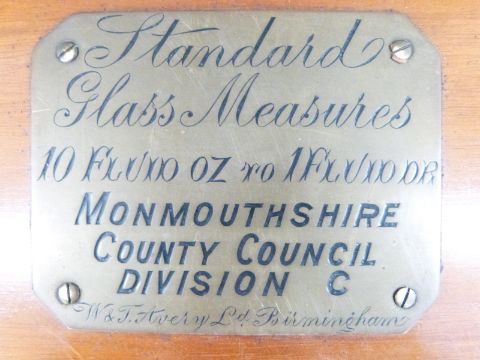 Standard
Glass Measures
10 FLUID OZ TO 1 FLUID DR
MONMOUTHSHIRE
COUNTY COUNCIL
DIVISION C
W & T. Avery Ld. Birmingham